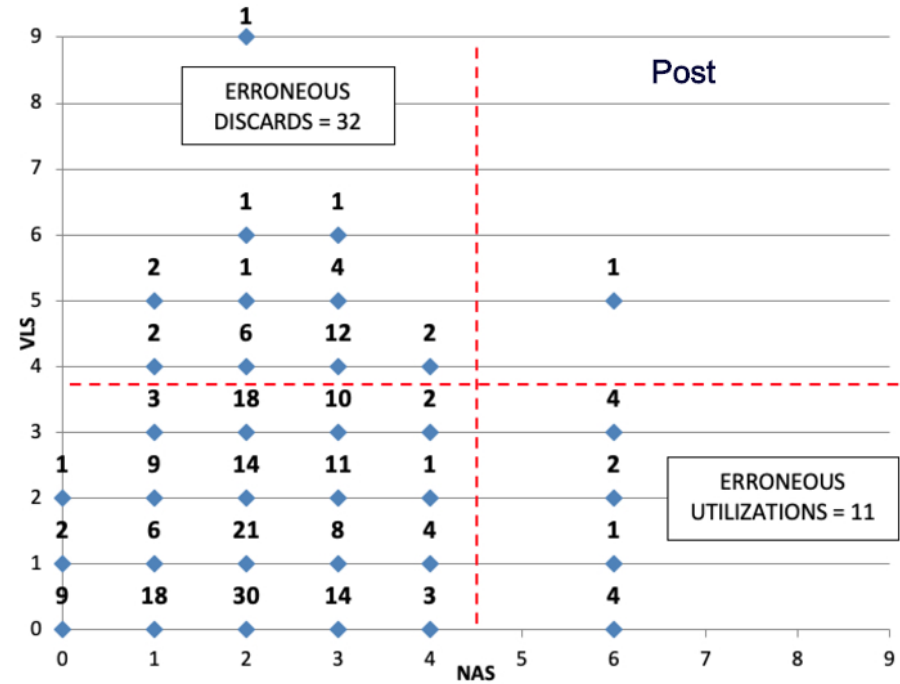 1
9
Post
ERRONEOUS
DISCARDS = 32
8
7
1 1
6
2 1 4 1
5
VLS
2 6 12 2
4
3 18 10 2 4
3
1 9 14 11 1 2
ERRONEOUS
UTILIZATIONS = 11
2
2 6 21 8 4 1
1
9 18 30 14 3 4
0
0 1 2 3 4 5 6 7 8 9
NAS